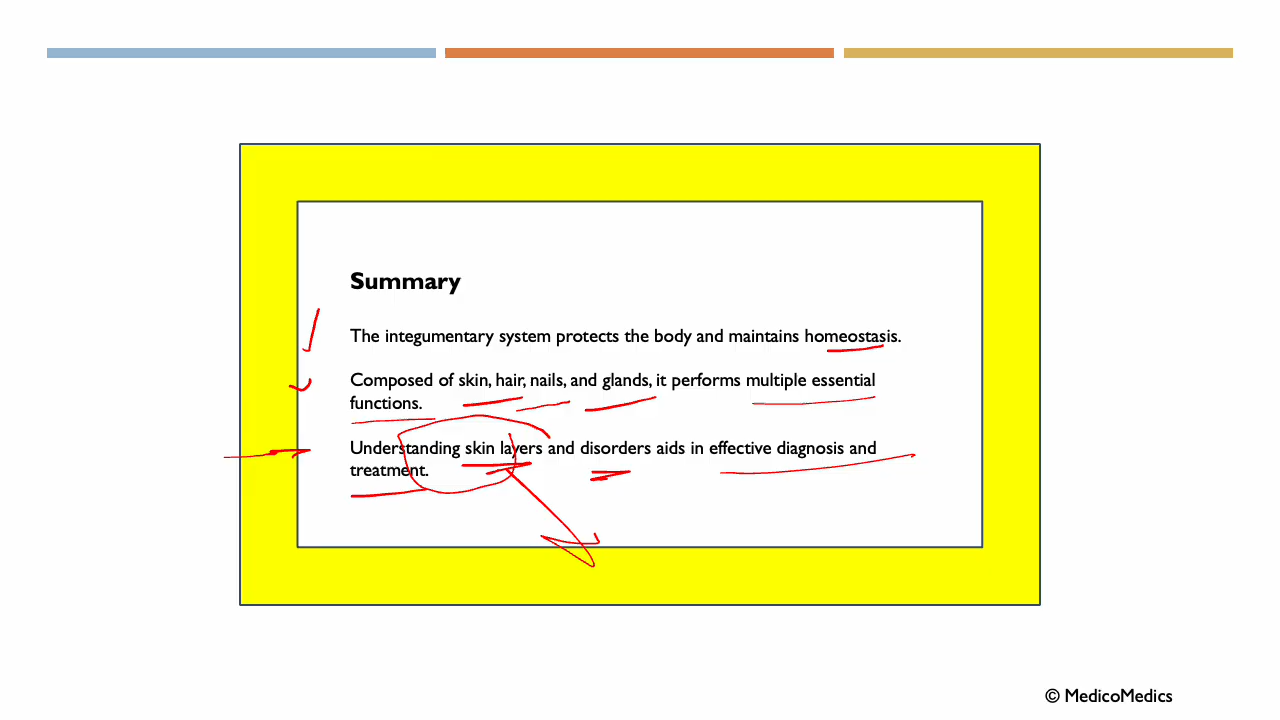 Summary
The integumentary system protects the body and maintains homeostasis.
Composed of skin, hair, nails, and glands, it performs multiple essential
functions.
Understanding skin layers and disorders aids in effective diagnosis and
treatment.
© MedicoMedics